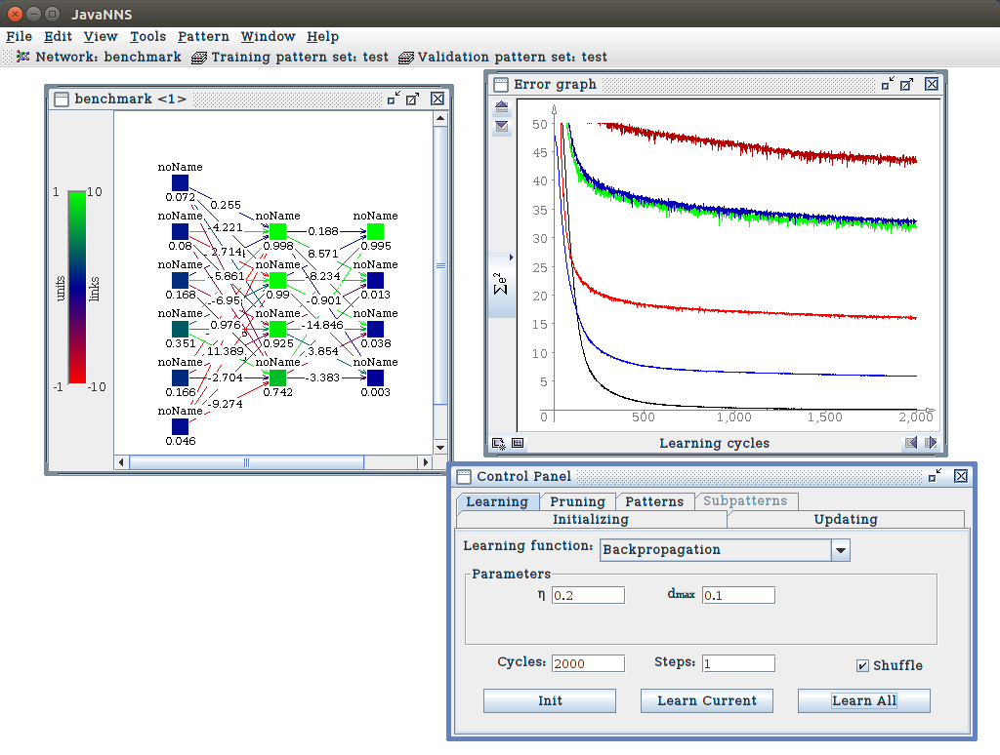 JavaNNS
File Edit View Tools Pattern Window Help
Network: benchmark Training pattern set: test Validation pattern set: test
benchmark <1>
1 10
units
links
-1 -10
noName
0.072
noName
0.08
noName
0.168
noName
0.351
noName
0.166
noName
0.046
0.255
-4.221
-2.714
-5.861
-6.95
0.976
11.389
-2.704
-9.274
noName
0.998
noName
0.99
noName
0.925
noName
0.742
0.188
8.571
-8.234
-0.901
-14.846
3.854
-3.383
noName
0.995
noName
0.013
noName
0.038
noName
0.003
Error graph
Σe²
50
45
40
35
30
25
20
15
10
5
0 500 1,000 1,500 2,000
Learning cycles
Control Panel
Learning Pruning Patterns Subpatterns
Initializing Updating
Learning function: Backpropagation
Parameters
η 0.2 dmax 0.1
Cycles: 2000 Steps: 1 Shuffle
Init Learn Current Learn All